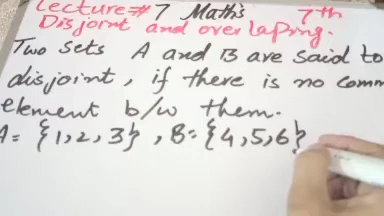 Lecture#7 Maths 7th
Disjoint and overlaping.
Two sets A and B are said to
disjoint, if there is no comm
element b/w them.
A= {1,2,3}, B={4,5,6}